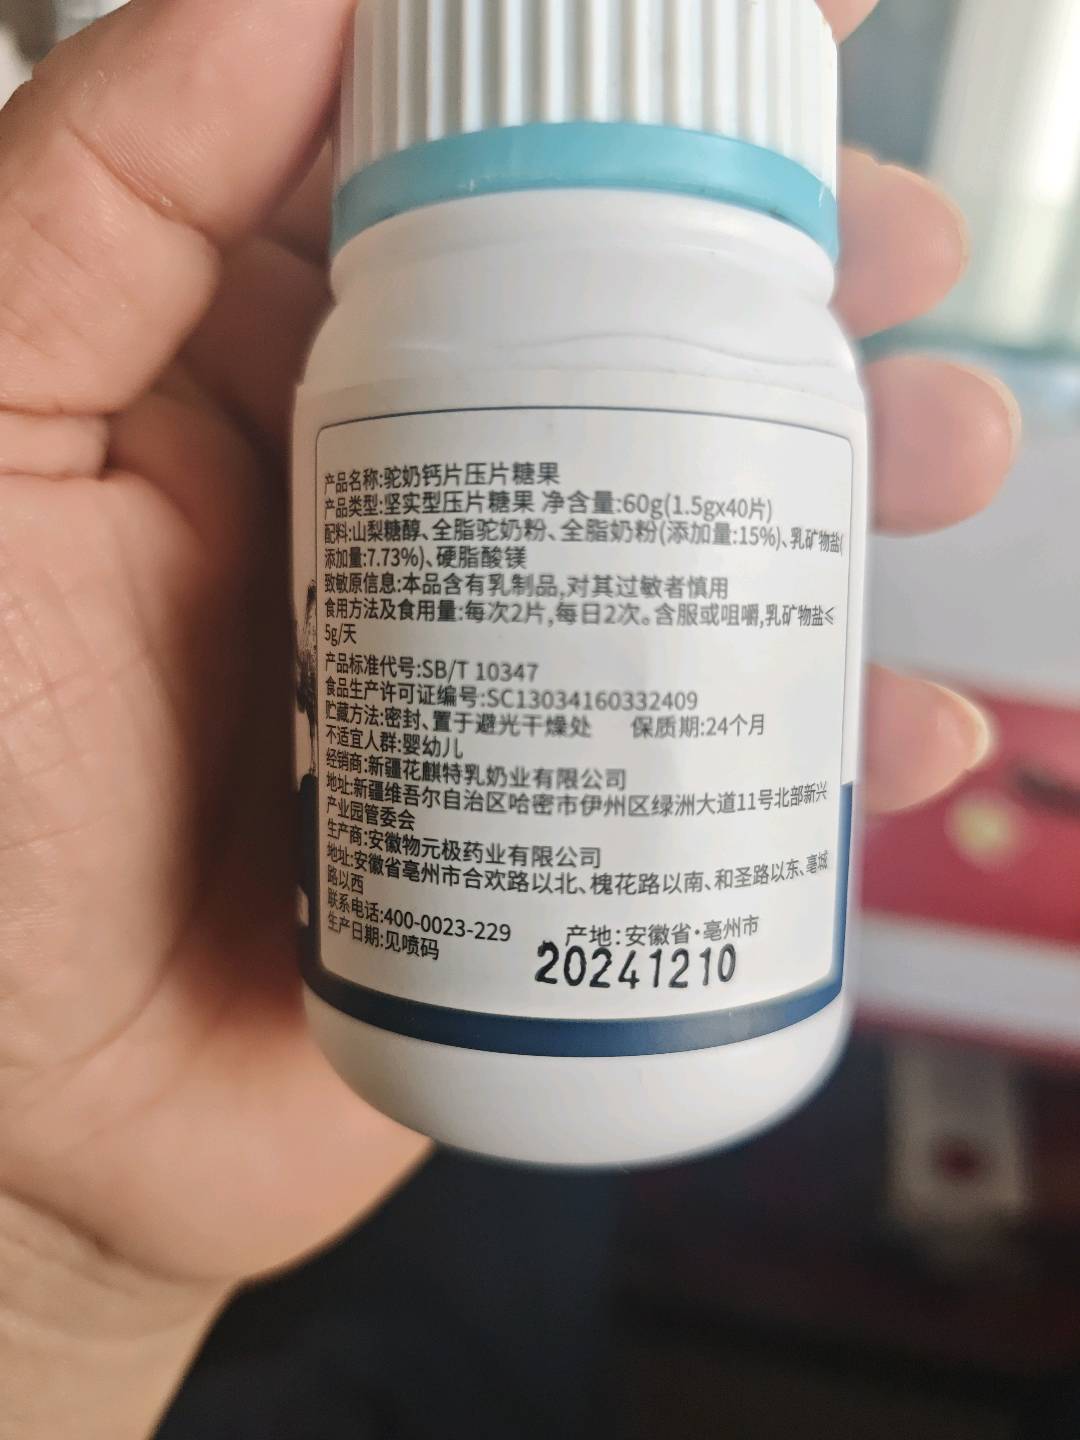 产品名称:驼奶钙片压片糖果
产品类型:坚实型压片糖果 净含量:60g(1.5gx40片)
配料:山梨糖醇、全脂驼奶粉、全脂奶粉(添加量:15%)、乳矿物盐(
添加量:7.73%)、硬脂酸镁
致敏原信息:本品含有乳制品,对其过敏者慎用
食用方法及食用量:每次2片,每日2次。含服或咀嚼,乳矿物盐≤
5g/天
产品标准代号:SB/T 10347
食品生产许可证编号:SC13034160332409
贮藏方法:密封、置于避光干燥处 保质期:24个月
不适宜人群:婴幼儿
经销商:新疆花麒特乳奶业有限公司
地址:新疆维吾尔自治区哈密市伊州区绿洲大道11号北部新兴
产业园管委会
生产商:安徽物元极药业有限公司
地址:安徽省亳州市合欢路以北、槐花路以南、和圣路以东、亳城
路以西
联系电话:400-0023-229 产地:安徽省·亳州市
生产日期:见喷码
20241210